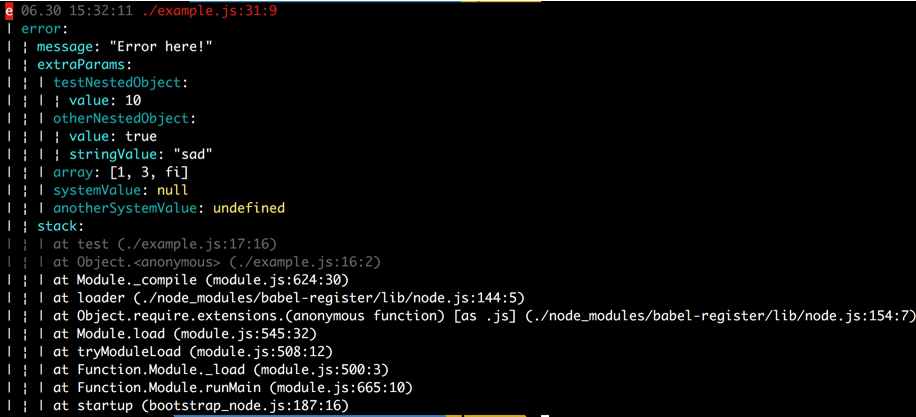 e 06.30 15:32:11 ./example.js:31:9
| error:
| ¦ message: "Error here!"
| ¦ extraParams:
| ¦ | testNestedObject:
| ¦ | ¦ value: 10
| ¦ | otherNestedObject:
| ¦ | ¦ value: true
| ¦ | ¦ stringValue: "sad"
| ¦ | array: [1, 3, fi]
| ¦ | systemValue: null
| ¦ | anotherSystemValue: undefined
| ¦ stack:
| ¦ | at test (./example.js:17:16)
| ¦ | at Object.<anonymous> (./example.js:16:2)
| ¦ | at Module._compile (module.js:624:30)
| ¦ | at loader (./node_modules/babel-register/lib/node.js:144:5)
| ¦ | at Object.require.extensions.(anonymous function) [as .js] (./node_modules/babel-register/lib/node.js:154:7)
| ¦ | at Module.load (module.js:545:32)
| ¦ | at tryModuleLoad (module.js:508:12)
| ¦ | at Function.Module._load (module.js:500:3)
| ¦ | at Function.Module.runMain (module.js:665:10)
| ¦ | at startup (bootstrap_node.js:187:16)